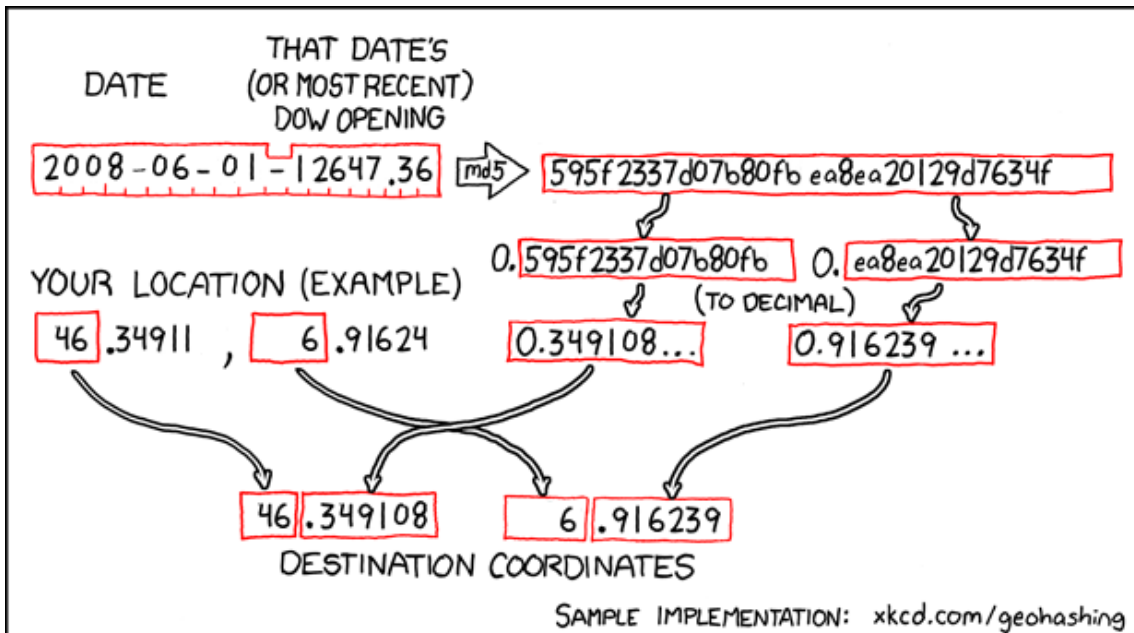 THAT DATE'S
DATE (OR MOST RECENT)
DOW OPENING
2008-06-01-12647.36 md5 595f2337d07b80fb ea8ea20129d7634f
0.595f2337d07b80fb 0.ea8ea20129d7634f
YOUR LOCATION (EXAMPLE) (TO DECIMAL)
46.34911 , 6.91624 0.349108... 0.916239 ...
46.349108 6.916239
DESTINATION COORDINATES
SAMPLE IMPLEMENTATION: xkcd.com/geohashing